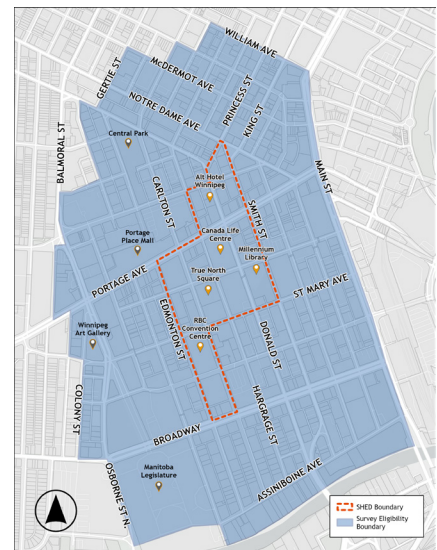 WILLIAM AVE
MCDERMOT AVE
GERTIE ST
PRINCESS ST
NOTRE DAME AVE
KING ST
Central Park
BALMORAL ST
MAIN ST
Alt Hotel
Winnipeg
CARLTON ST
SMITH ST
Canada Life
Centre
Portage
Place Mall
Millennium
Library
PORTAGE AVE
True North
Square
ST MARY AVE
EDMONTON ST
RBC
Convention
Centre
Winnipeg
Art Gallery
DONALD ST
COLONY ST
HARGRAGE ST
BROADWAY
Manitoba
Legislature
OSBORNE ST N.
ASSINIBOINE AVE
SHED Boundary
Survey Eligibility
Boundary